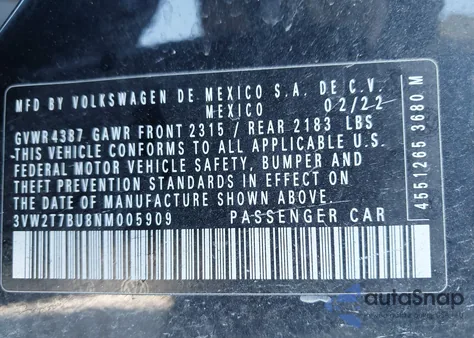 MFD BY VOLKSWAGEN DE MEXICO S.A. DE C.V.
MEXICO 02/22
GVWR4387 GAWR FRONT 2315 / REAR 2183 LBS
THIS VEHICLE CONFORMS TO ALL APPLICABLE U.S.
FEDERAL MOTOR VEHICLE SAFETY, BUMPER AND
THEFT PREVENTION STANDARDS IN EFFECT ON
THE DATE OF MANUFACTURE SHOWN ABOVE
3VW2T7BU8NM005909 PASSENGER CAR
4551265 3680 M
autoSnap